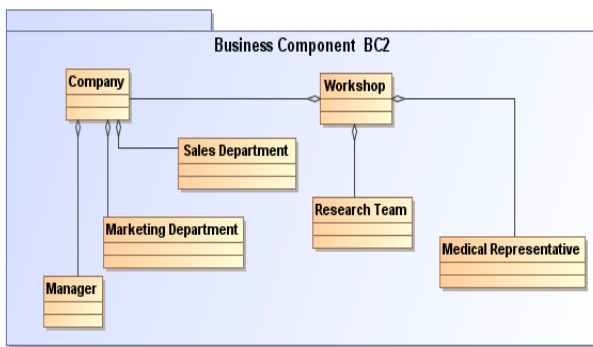 Business Component BC2
Company
Workshop
Sales Department
Research Team
Marketing Department
Medical Representative
Manager